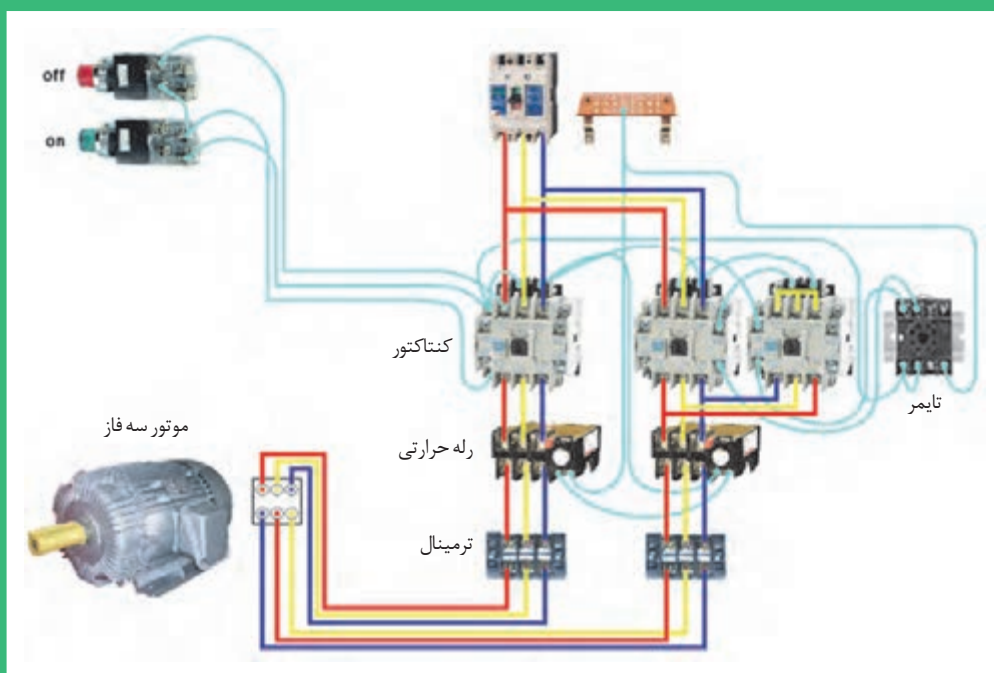 off
on
کنتاکتور
تایمر
رله حرارتی
موتور سه فاز
ترمینال